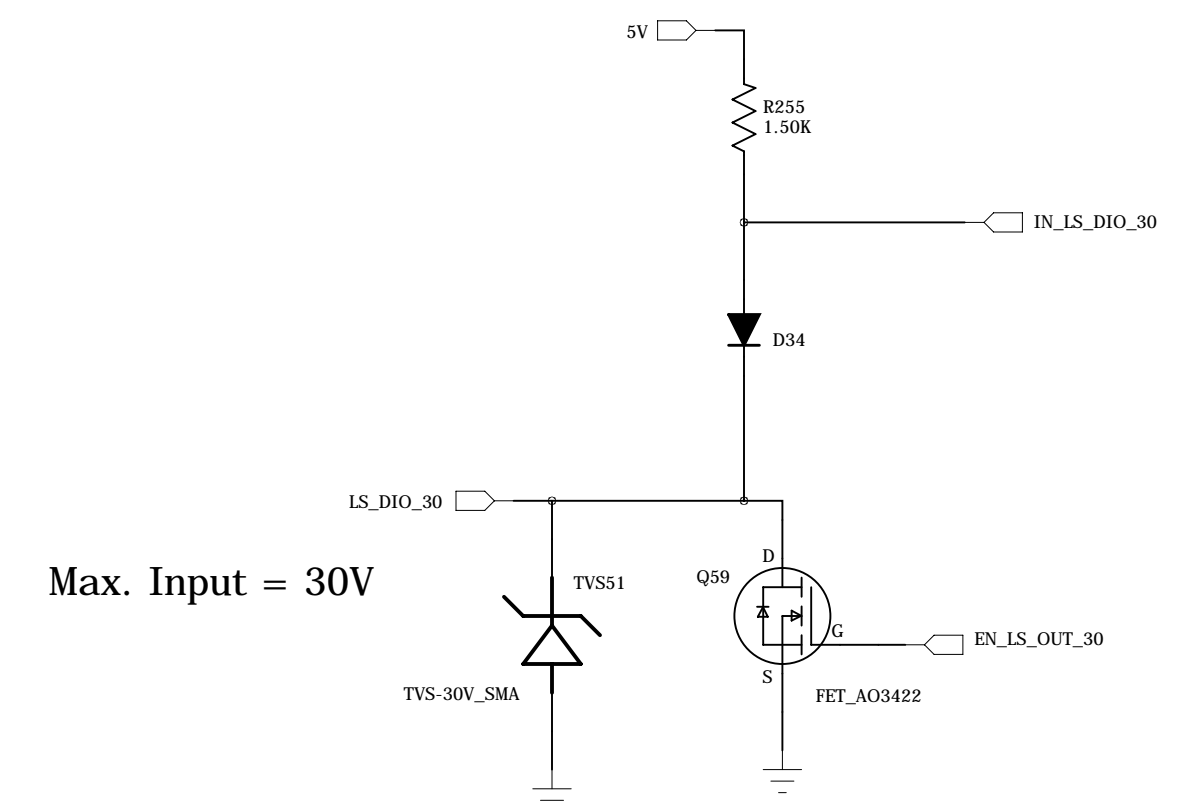 5V
R255
1.50K
IN_LS_DIO_30
D34
LS_DIO_30
D
Q59
TVS51
Max. Input = 30V
G
EN_LS_OUT_30
S
TVS-30V_SMA
FET_AO3422